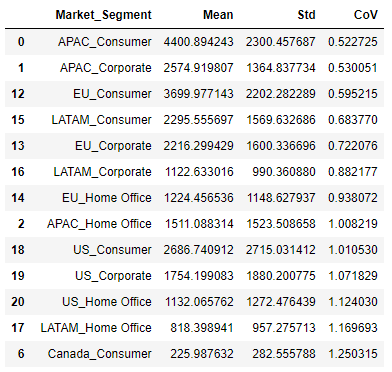 Market_Segment Mean Std CoV
0 APAC_Consumer 4400.894243 2300.457687 0.522725
1 APAC_Corporate 2574.919807 1364.837734 0.530051
12 EU_Consumer 3699.977143 2202.282289 0.595215
15 LATAM_Consumer 2295.555697 1569.632686 0.683770
13 EU_Corporate 2216.299429 1600.336696 0.722076
16 LATAM_Corporate 1122.633016 990.360880 0.882177
14 EU_Home Office 1224.456536 1148.627937 0.938072
2 APAC_Home Office 1511.088314 1523.508658 1.008219
18 US_Consumer 2686.740912 2715.031412 1.010530
19 US_Corporate 1754.199083 1880.200775 1.071829
20 US_Home Office 1132.065762 1272.476439 1.124030
17 LATAM_Home Office 818.398941 957.275713 1.169693
6 Canada_Consumer 225.987632 282.555788 1.250315